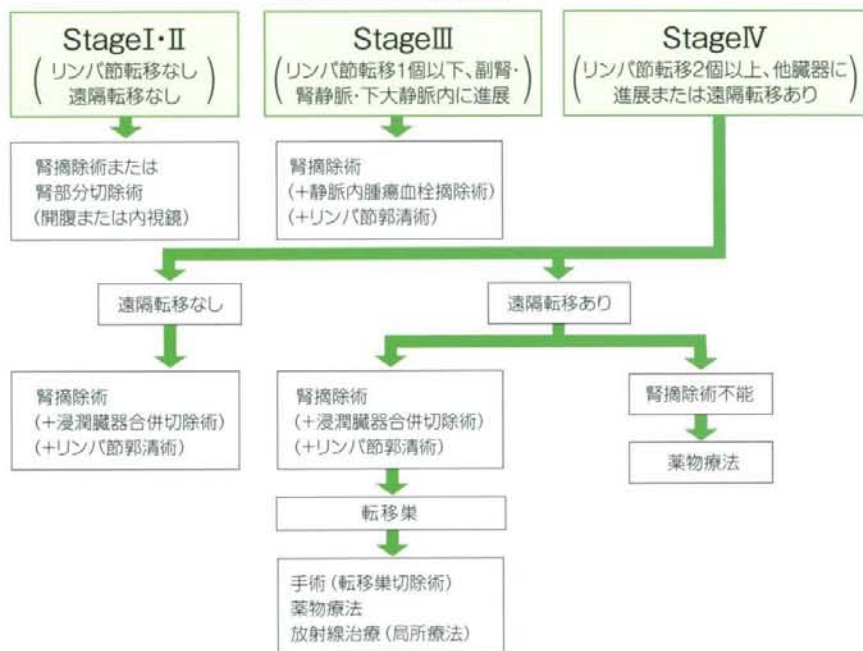 StageⅠ・Ⅱ
(リンパ節転移なし
遠隔転移なし)
StageⅢ
(リンパ節転移1個以下、副腎・
腎静脈・下大静脈内に進展)
StageⅣ
(リンパ節転移2個以上、他臓器に
進展または遠隔転移あり)
腎摘除術または
腎部分切除術
(開腹または内視鏡)
腎摘除術
(+静脈内腫瘍血栓摘除術)
(+リンパ節郭清術)
遠隔転移なし
遠隔転移あり
腎摘除術
(+浸潤臓器合併切除術)
(+リンパ節郭清術)
腎摘除術
(+浸潤臓器合併切除術)
(+リンパ節郭清術)
腎摘除術不能
薬物療法
転移巣
手術(転移巣切除術)
薬物療法
放射線治療(局所療法)